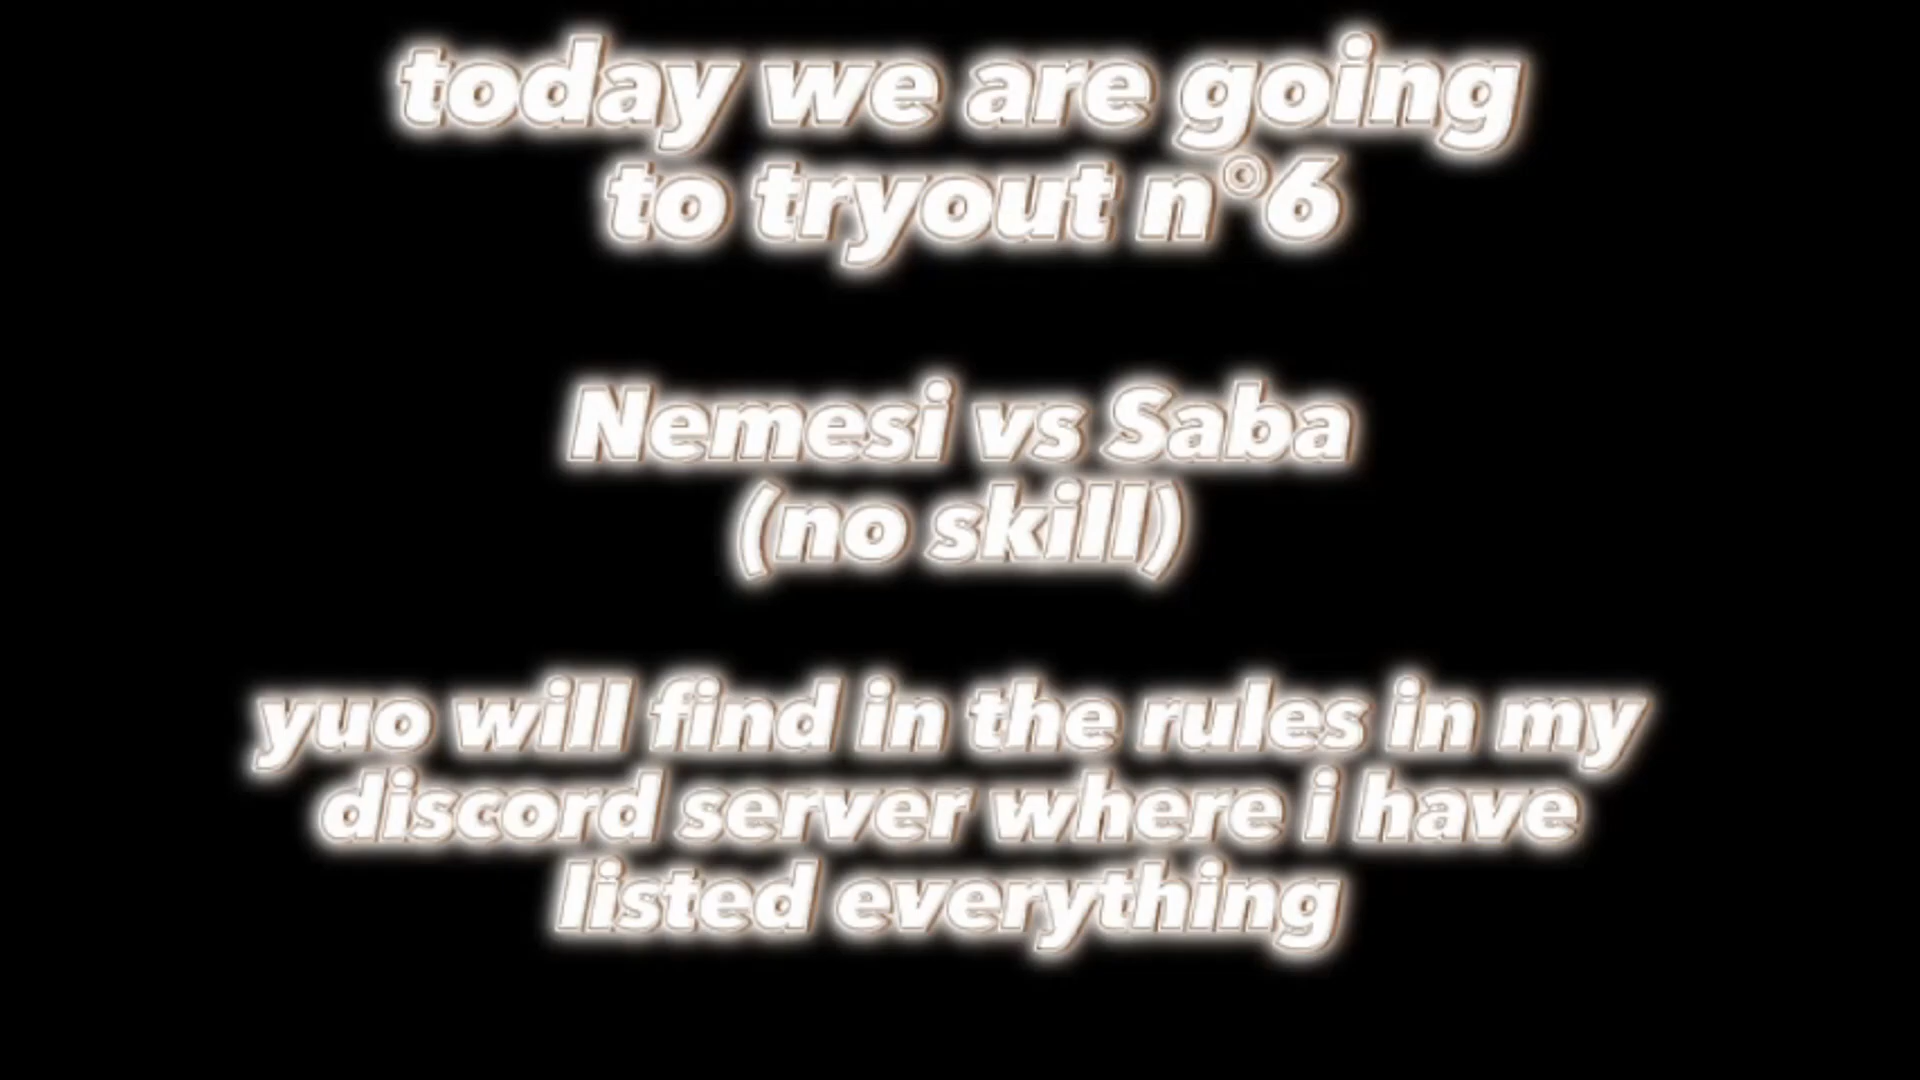 today we are going
to tryout n°6
Nemesi vs Saba
(no skill)
yuo will find in the rules in my
discord server where i have
listed everything